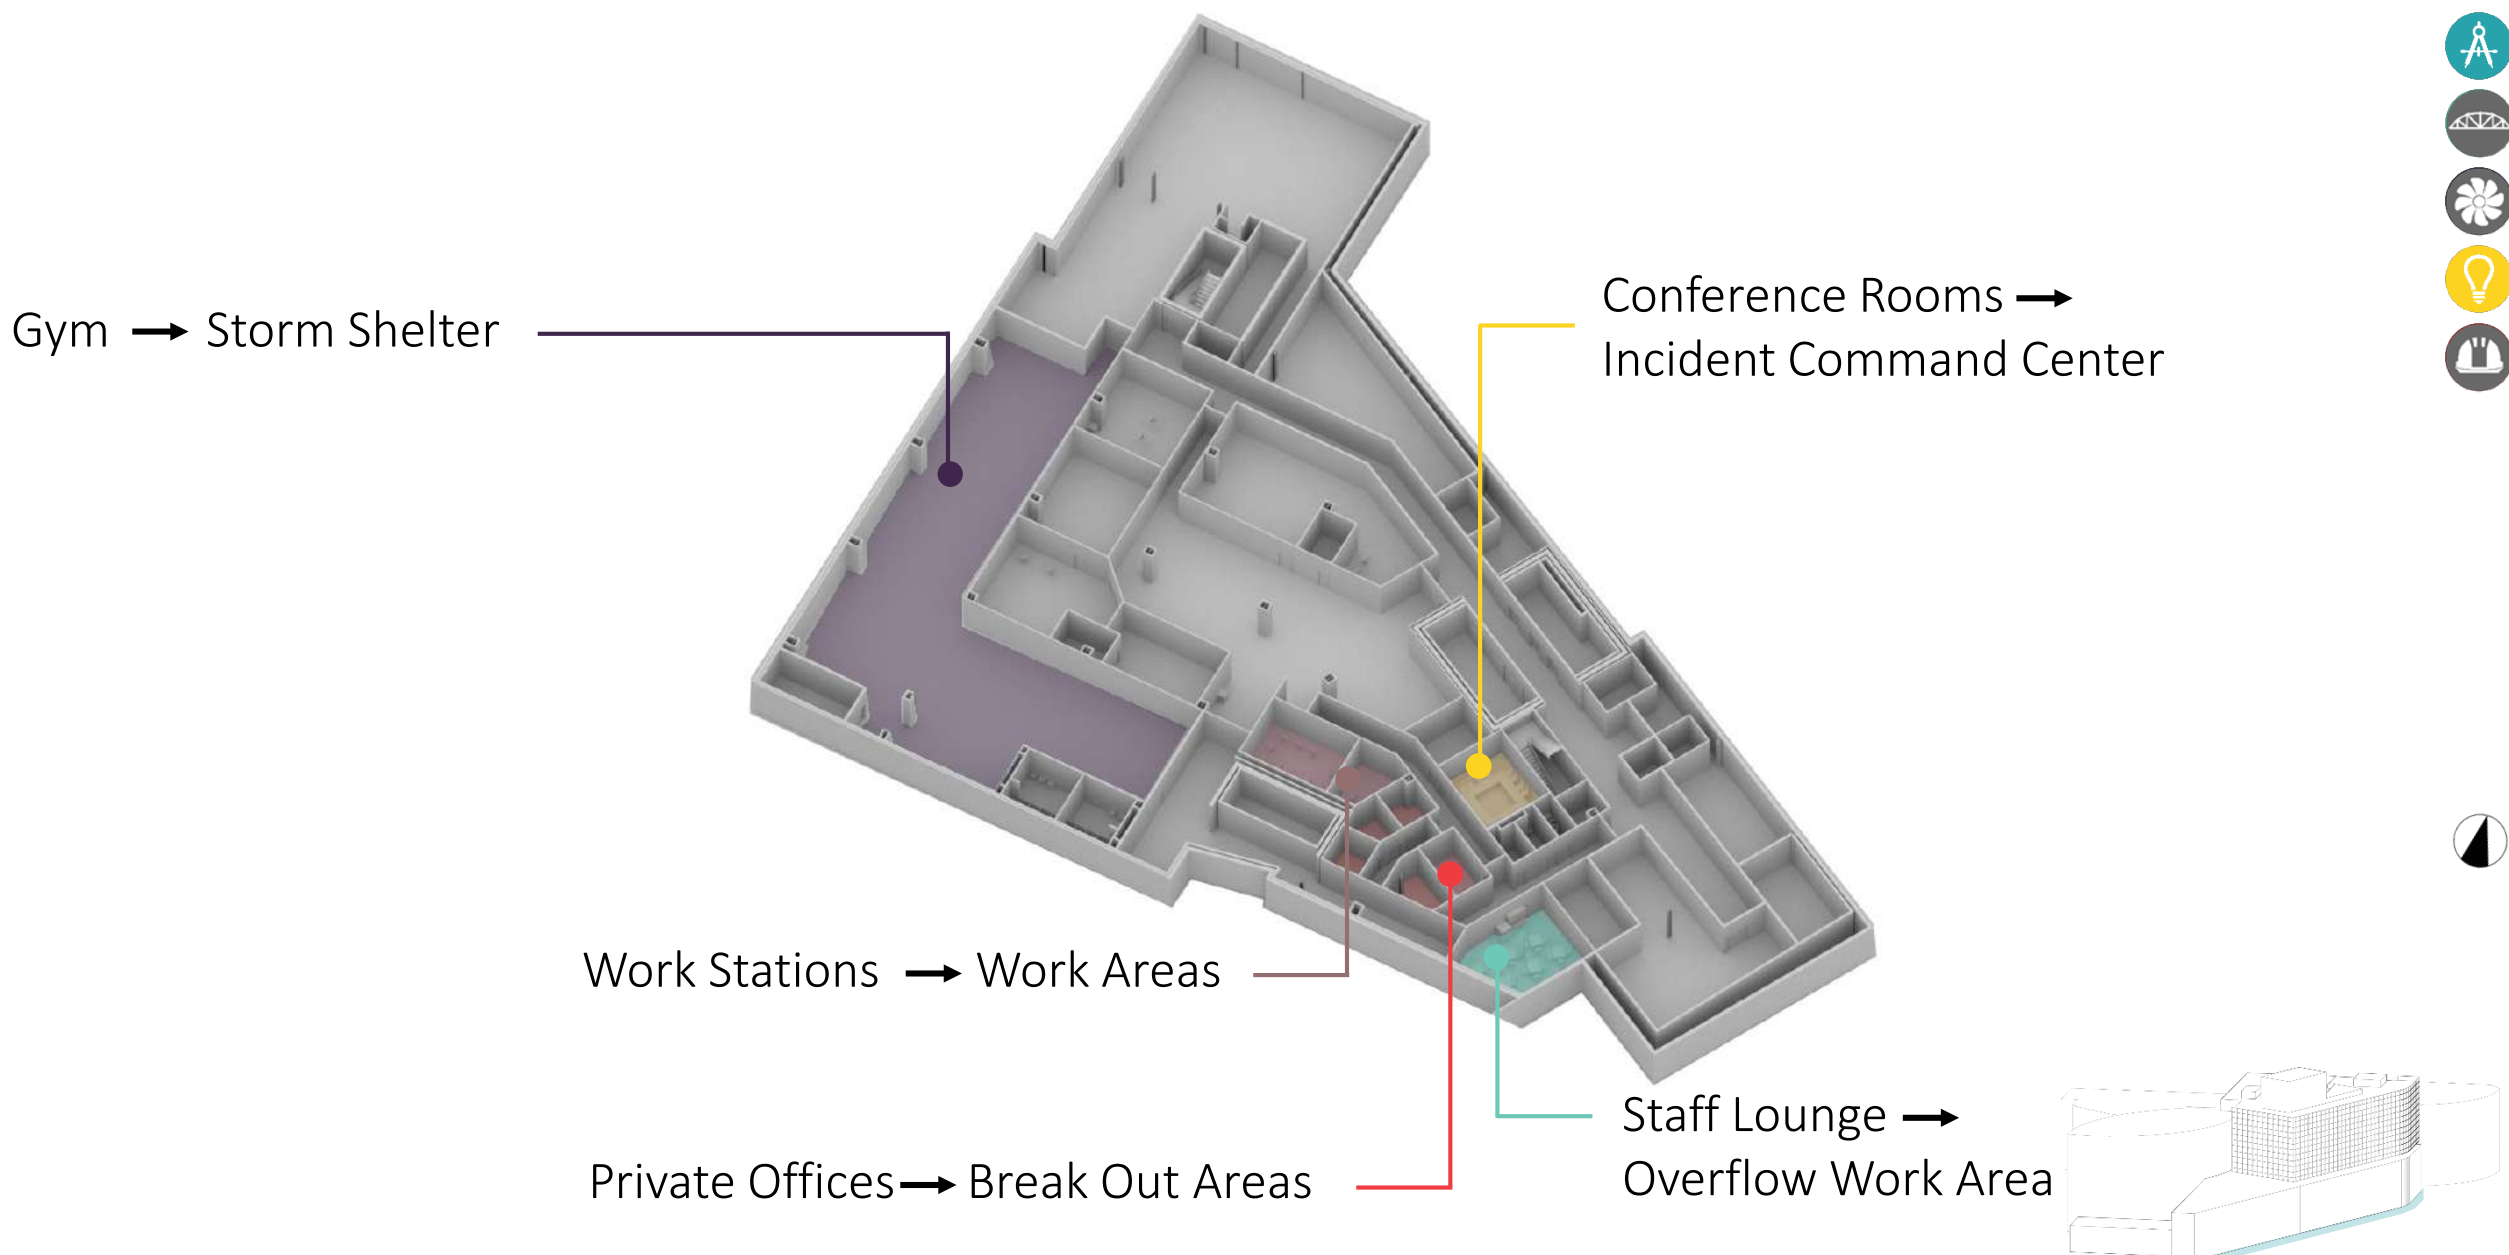 Gym → Storm Shelter
Conference Rooms →
Incident Command Center
Work Stations → Work Areas
Private Offices → Break Out Areas
Staff Lounge →
Overflow Work Area